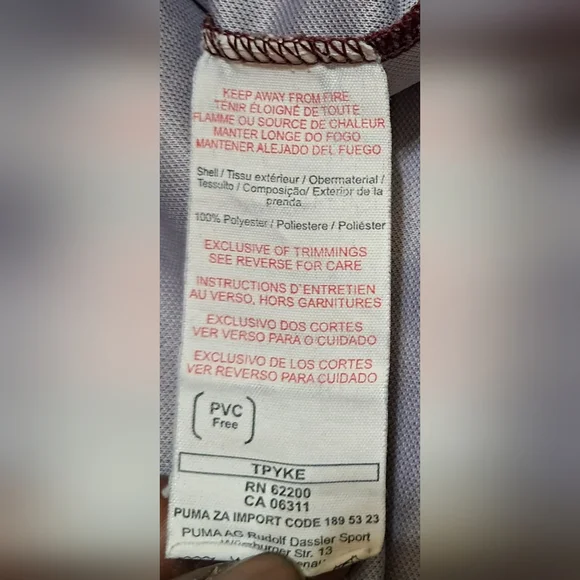 KEEP AWAY FROM FIRE
TENIR ÉLOIGNÉ DE TOUTE
FLAMME OU SOURCE DE CHALEUR
MANTER LONGE DO FOGO
MANTENER ALEJADO DEL FUEGO
Shell / Tissu extérieur / Obermaterial /
Tessuto / Composição/ Exterior de la
prenda
100% Polyester / Poliestere / Poliéster
EXCLUSIVE OF TRIMMINGS
SEE REVERSE FOR CARE
INSTRUCTIONS D'ENTRETIEN
AU VERSO, HORS GARNITURES
EXCLUSIVO DOS CORTES
VER VERSO PARA O CUIDADO
EXCLUSIVO DE LOS CORTES
VER REVERSO PARA CUIDADO
PVC
Free
TPYKE
RN 62200
CA 06311
PUMA ZA IMPORT CODE 189 53 23
PUMA AG Rudolf Dassler Sport
Würzburger Str. 13